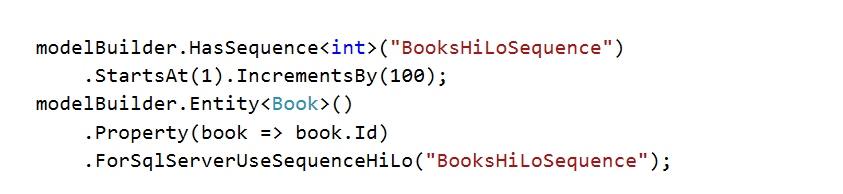 modelBuilder.HasSequence<int>("BooksHiLoSequence")
    .StartsAt(1).IncrementsBy(100);
modelBuilder.Entity<Book>()
    .Property(book => book.Id)
    .ForSqlServerUseSequenceHiLo("BooksHiLoSequence");